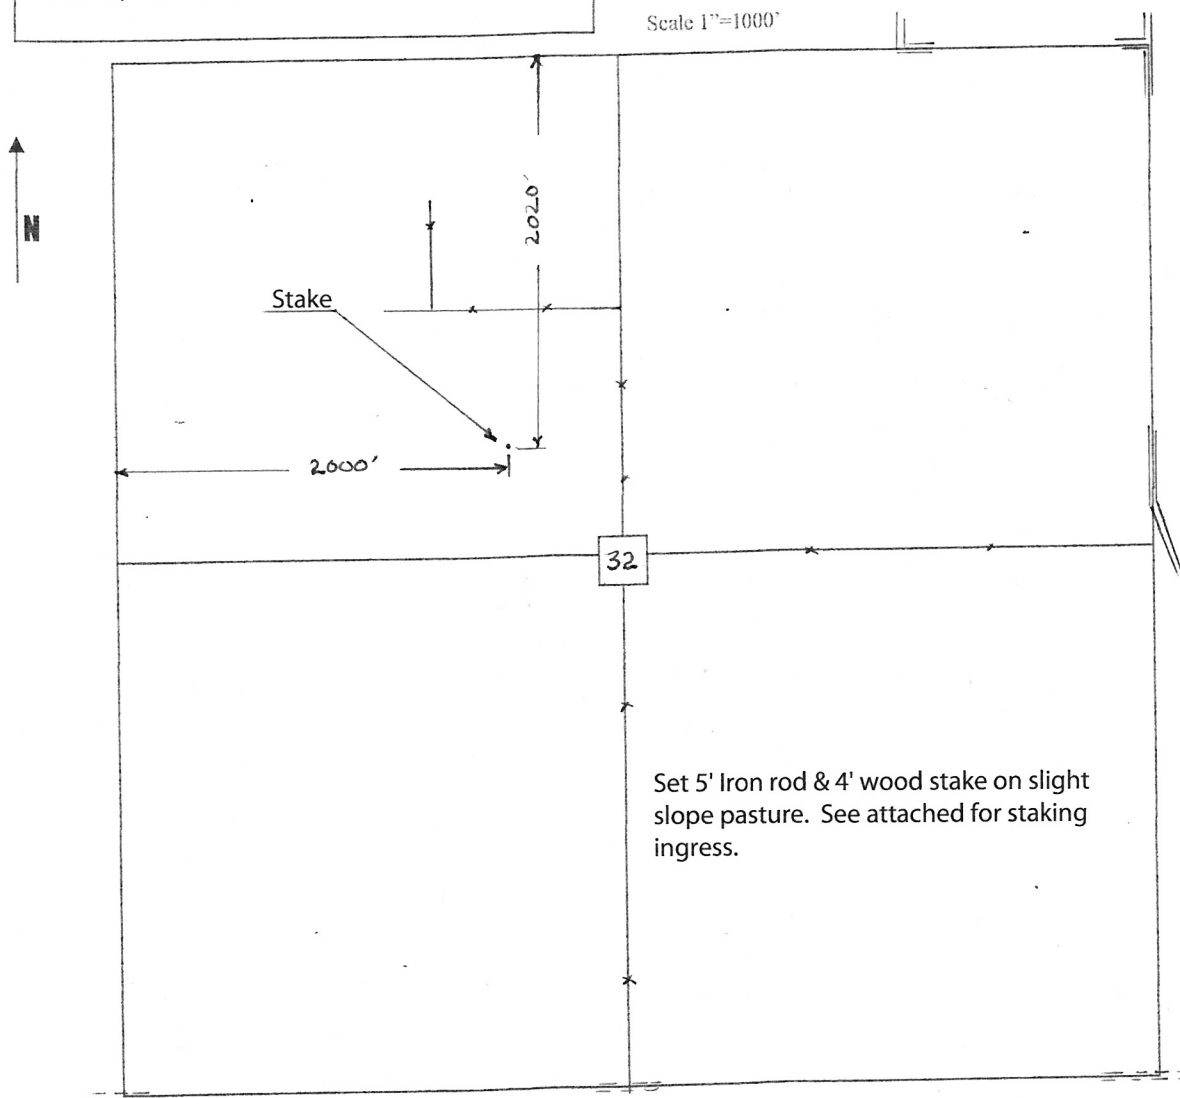 Scale 1"=1000'
N
2020'
Stake
2000'
32
Set 5' Iron rod & 4' wood stake on slight
slope pasture.  See attached for staking
ingress.